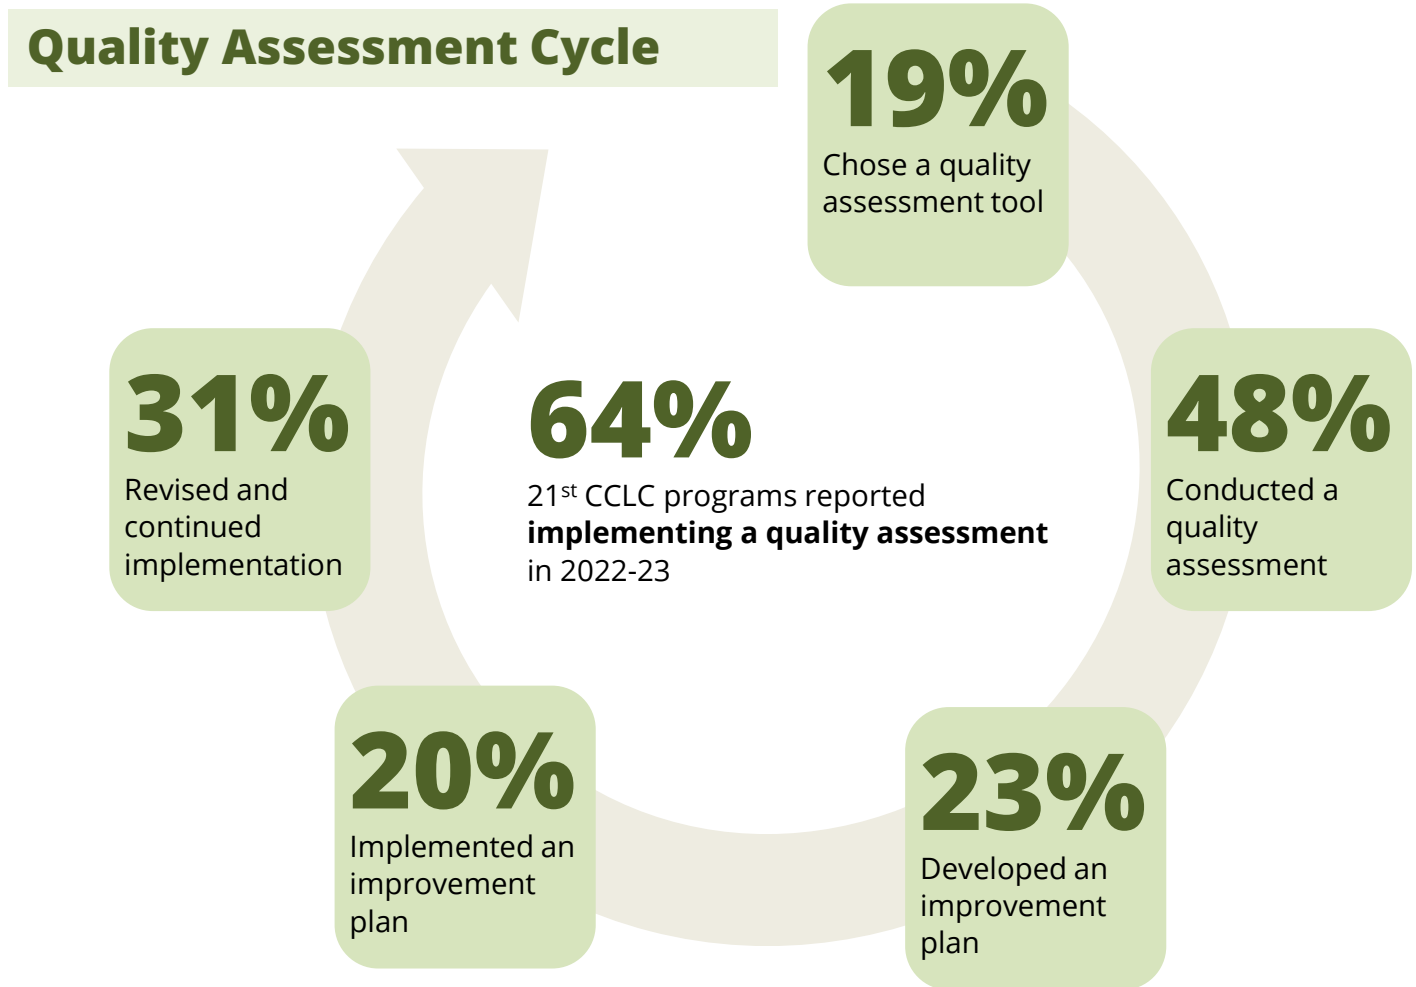 Quality Assessment Cycle
19%
Chose a quality
assessment tool
48%
Conducted a
quality
assessment
23%
Developed an
improvement
plan
20%
Implemented an
improvement
plan
31%
Revised and
continued
implementation
64%
21st CCLC programs reported
implementing a quality assessment
in 2022-23